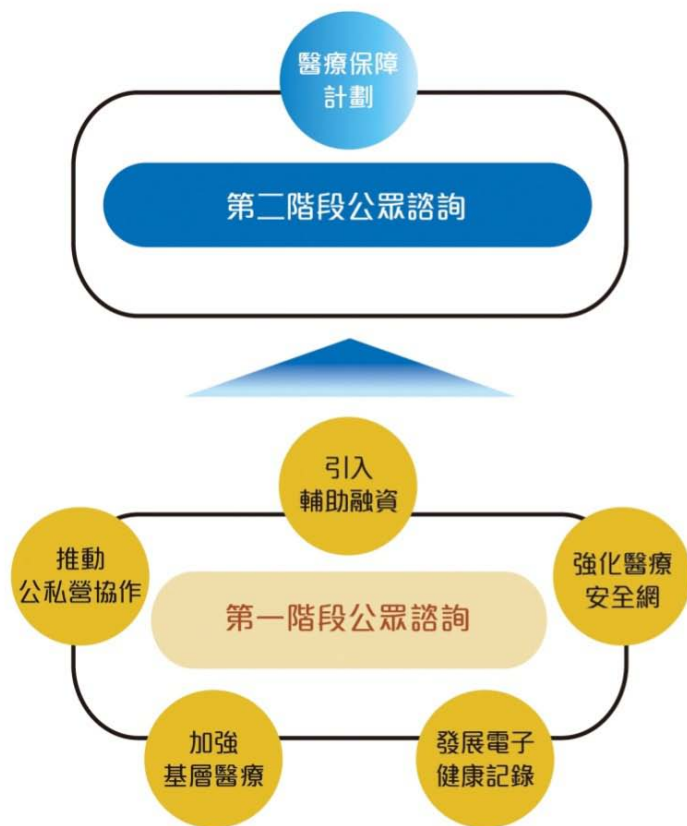 醫療保障
計劃
第二階段公眾諮詢
引入
輔助融資
推動
公私營協作
強化醫療
安全網
第一階段公眾諮詢
加強
基層醫療
發展電子
健康記錄